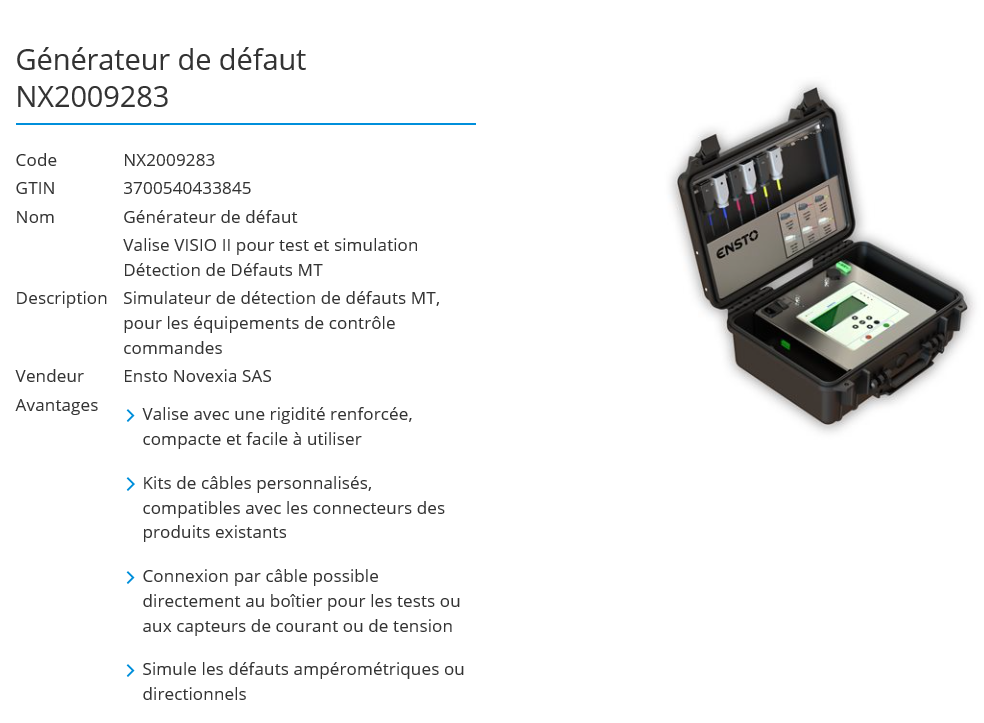 Générateur de défaut
NX2009283
Code NX2009283
GTIN 3700540433845
Nom Générateur de défaut
Valise VISIO II pour test et simulation
Détection de Défauts MT
Description Simulateur de détection de défauts MT,
pour les équipements de contrôle
commandes
Vendeur Ensto Novexia SAS
Avantages
Valise avec une rigidité renforcée,
compacte et facile à utiliser
Kits de câbles personnalisés,
compatibles avec les connecteurs des
produits existants
Connexion par câble possible
directement au boîtier pour les tests ou
aux capteurs de courant ou de tension
Simule les défauts ampérométriques ou
directionnels
ENSTO